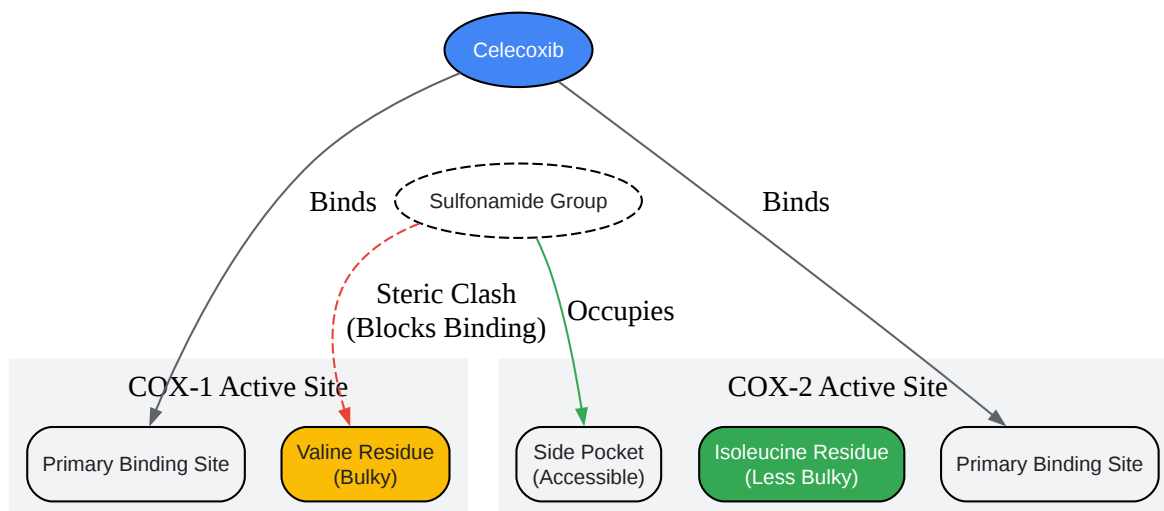 Celecoxib
Sulfonamide Group
Binds
Binds
Steric Clash
(Blocks Binding)
Occupies
COX-1 Active Site
COX-2 Active Site
Primary Binding Site
Valine Residue
(Bulky)
Side Pocket
(Accessible)
Isoleucine Residue
(Less Bulky)
Primary Binding Site